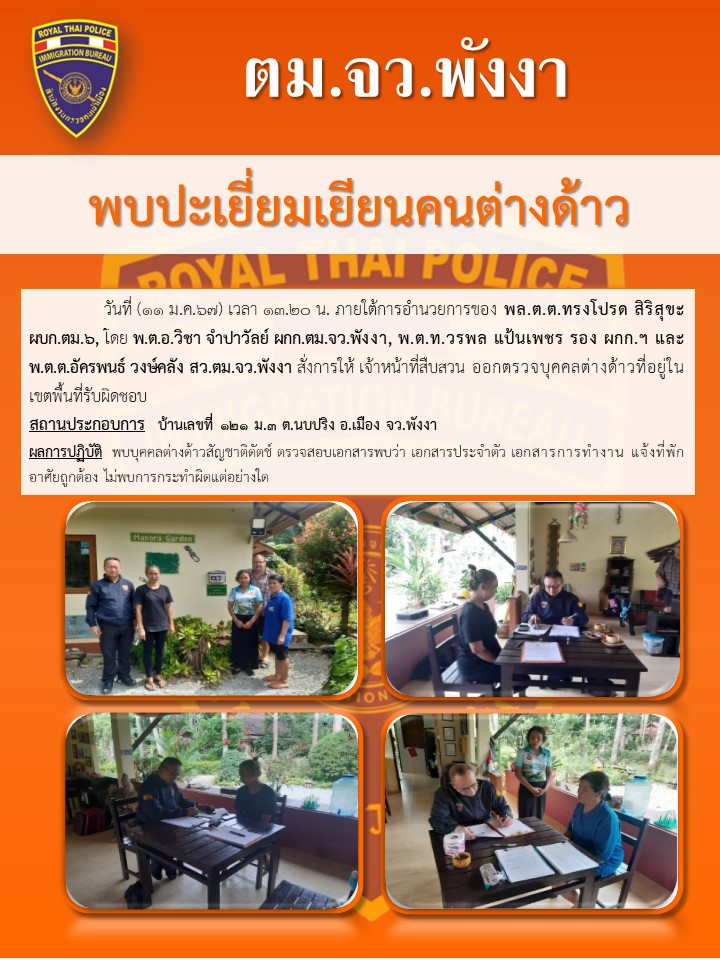 ROYAL THAI POLICE
IMMIGRATION BUREAU
สำนักงานตรวจคนเข้าเมือง
ตม.จว.พังงา
พบปะเยี่ยมเยียนคนต่างด้าว
ROYAL THAI POLICE
วันที่ (๑๑ ม.ค.๖๗) เวลา ๑๓.๒๐ น. ภายใต้การอำนวยการของ พล.ต.ต.ทรงโปรด สิริสุขะ
ผบก.ตม.๖, โดย พ.ต.อ.วิชา จำปาวัลย์ ผกก.ตม.จว.พังงา, พ.ต.ท.วรพล แป้นเพชร รอง ผกก.ฯ และ
พ.ต.ต.อัครพนธ์ วงษ์คลัง สว.ตม.จว.พังงา สั่งการให้ เจ้าหน้าที่สืบสวน ออกตรวจบุคคลต่างด้าวที่อยู่ใน
เขตพื้นที่รับผิดชอบ
สถานประกอบการ บ้านเลขที่ ๑๒๑ ม.๓ ต.นบปริง อ.เมือง จว.พังงา
ผลการปฏิบัติ พบบุคคลต่างด้าวสัญชาติดัตช์ ตรวจสอบเอกสารพบว่า เอกสารประจำตัว เอกสารการทำงาน แจ้งที่พัก
อาศัยถูกต้อง ไม่พบการกระทำผิดแต่อย่างใด
Manora Garden